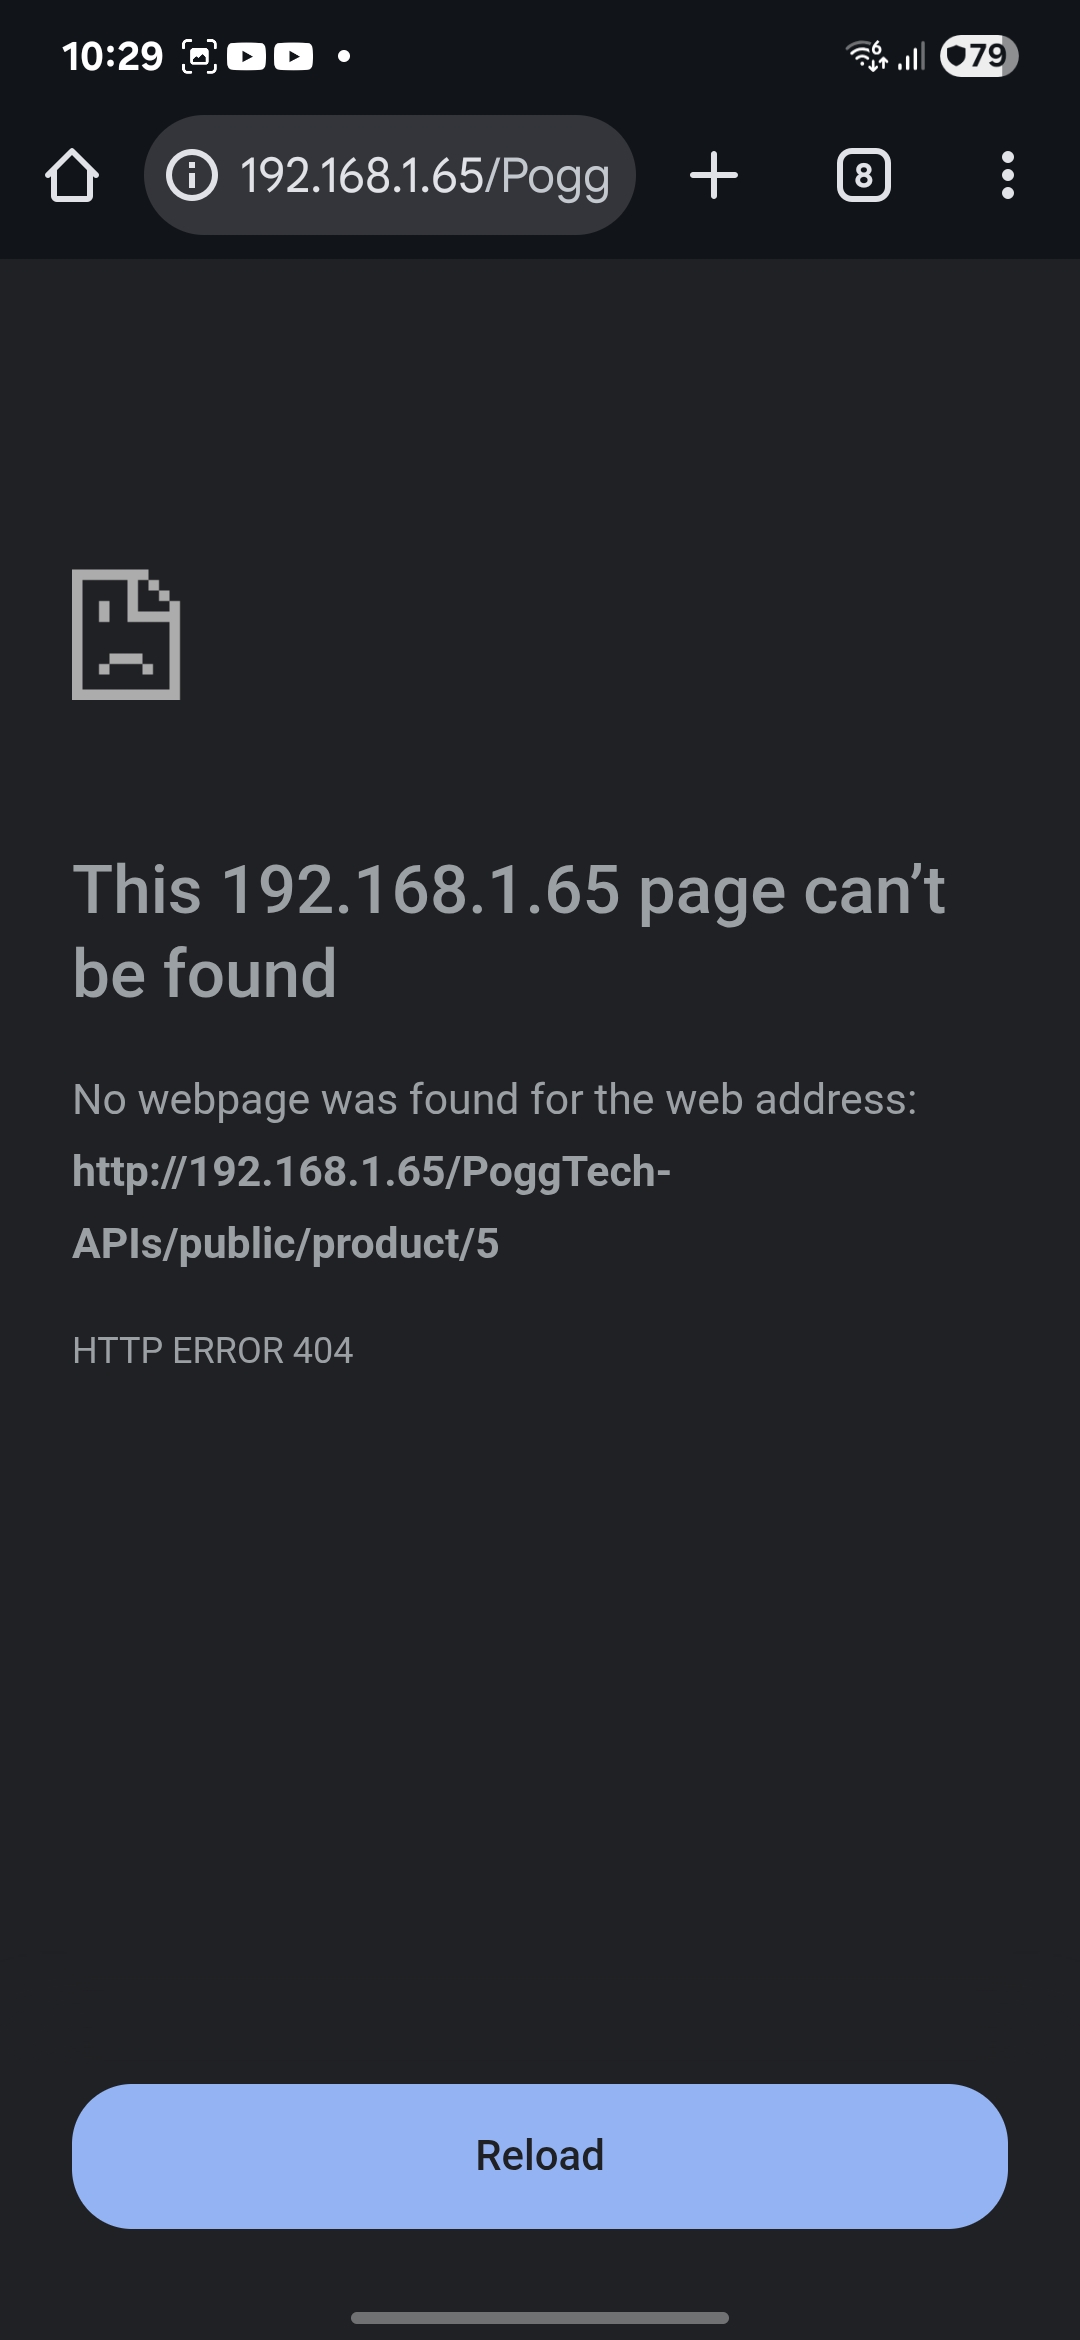 10:29
79
192.168.1.65/Pogg
8
This 192.168.1.65 page can’t
be found
No webpage was found for the web address:
http://192.168.1.65/PoggTech-
APIs/public/product/5
HTTP ERROR 404
Reload